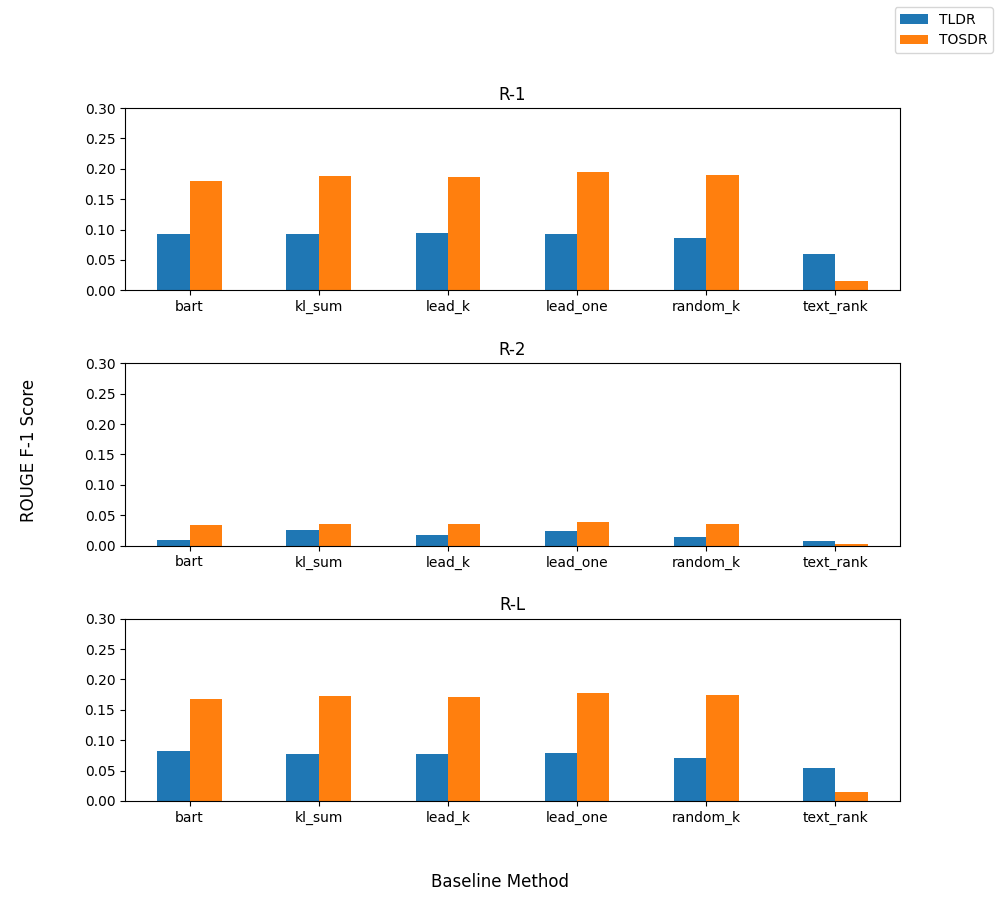 TLDR
TOSDR
R-1
0.30
0.25
0.20
0.15
0.10
0.05
0.00
bart kl_sum lead_k lead_one random_k text_rank
R-2
0.30
0.25
0.20
0.15
0.10
0.05
0.00
bart kl_sum lead_k lead_one random_k text_rank
ROUGE F-1 Score
R-L
0.30
0.25
0.20
0.15
0.10
0.05
0.00
bart kl_sum lead_k lead_one random_k text_rank
Baseline Method